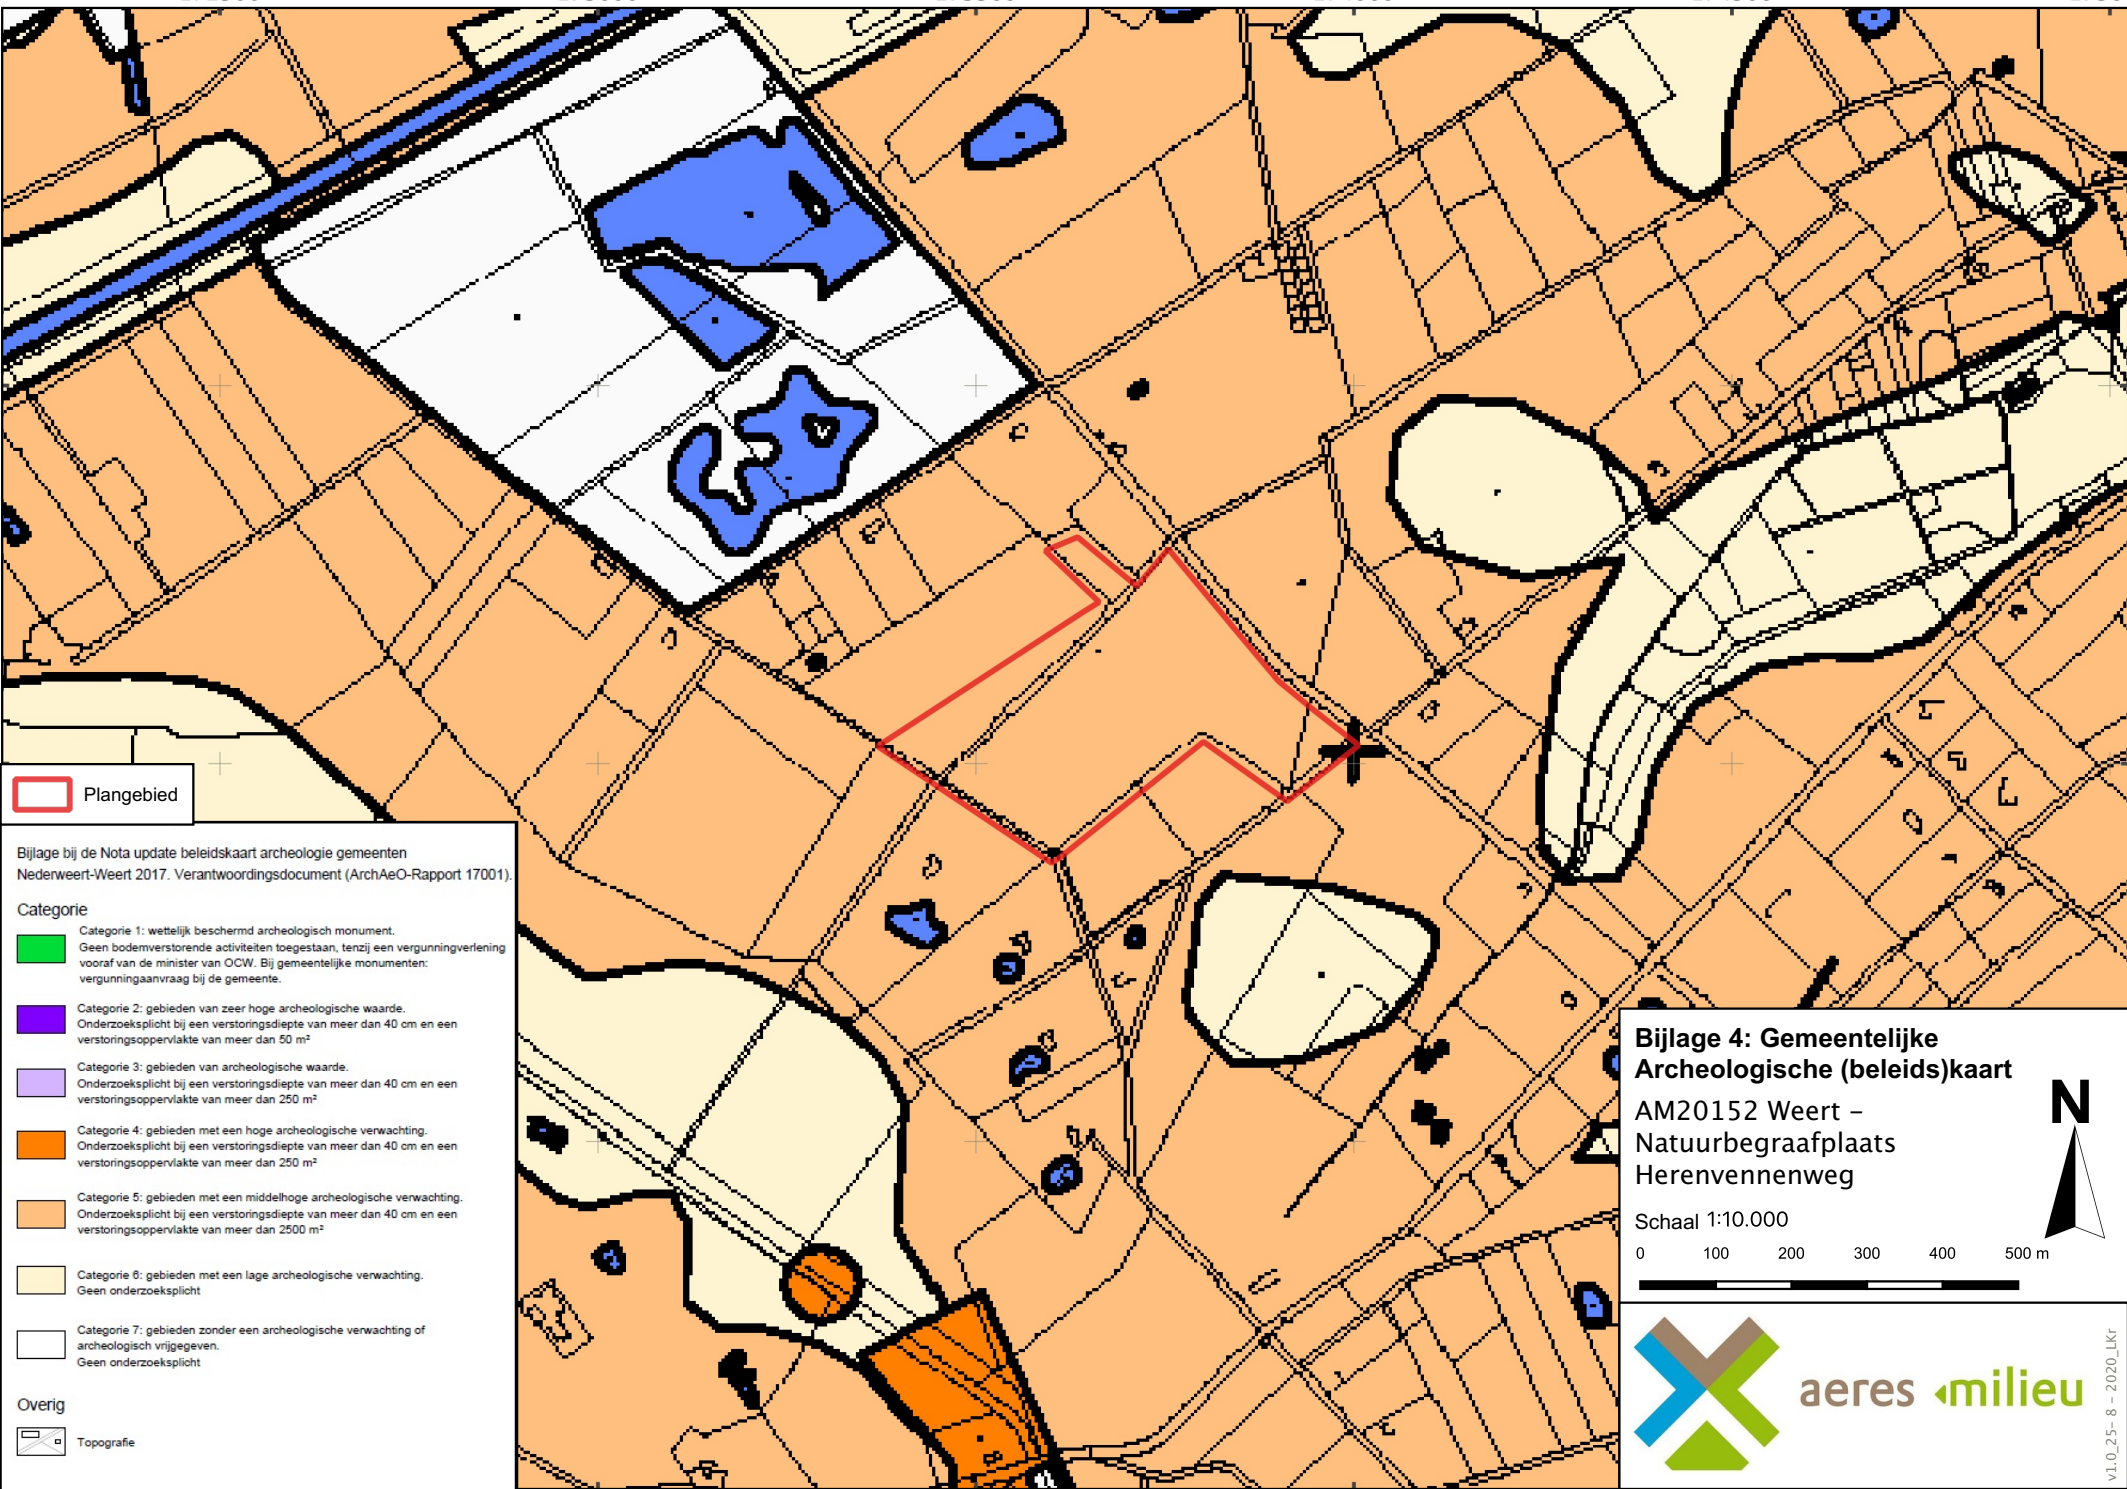 Plangebied
Bijlage bij de Nota update beleidskaart archeologie gemeenten
Nederweert-Weert 2017. Verantwoordingsdocument (ArchAeO-Rapport 17001).
Categorie
Categorie 1: wettelijk beschermd archeologisch monument.
Geen bodemverstorende activiteiten toegestaan, tenzij een vergunningverlening
vooraf van de minister van OCW. Bij gemeentelijke monumenten:
vergunningaanvraag bij de gemeente.
Categorie 2: gebieden van zeer hoge archeologische waarde.
Onderzoeksplicht bij een verstoringsdiepte van meer dan 40 cm en een
verstoringsoppervlakte van meer dan 50 m²
Categorie 3: gebieden van archeologische waarde.
Onderzoeksplicht bij een verstoringsdiepte van meer dan 40 cm en een
verstoringsoppervlakte van meer dan 250 m²
Categorie 4: gebieden met een hoge archeologische verwachting.
Onderzoeksplicht bij een verstoringsdiepte van meer dan 40 cm en een
verstoringsoppervlakte van meer dan 250 m²
Categorie 5: gebieden met een middelhoge archeologische verwachting.
Onderzoeksplicht bij een verstoringsdiepte van meer dan 40 cm en een
verstoringsoppervlakte van meer dan 2500 m²
Categorie 6: gebieden met een lage archeologische verwachting.
Geen onderzoeksplicht
Categorie 7: gebieden zonder een archeologische verwachting of
archeologisch vrijgegeven.
Geen onderzoeksplicht
Overig
Topografie
Bijlage 4: Gemeentelijke
Archeologische (beleids)kaart
AM20152 Weert –
Natuurbegraafplaats
Herenvennenweg
N
Schaal 1:10.000
0 100 200 300 400 500 m
aeres milieu
v1.0_25- 8 - 2020_LKr